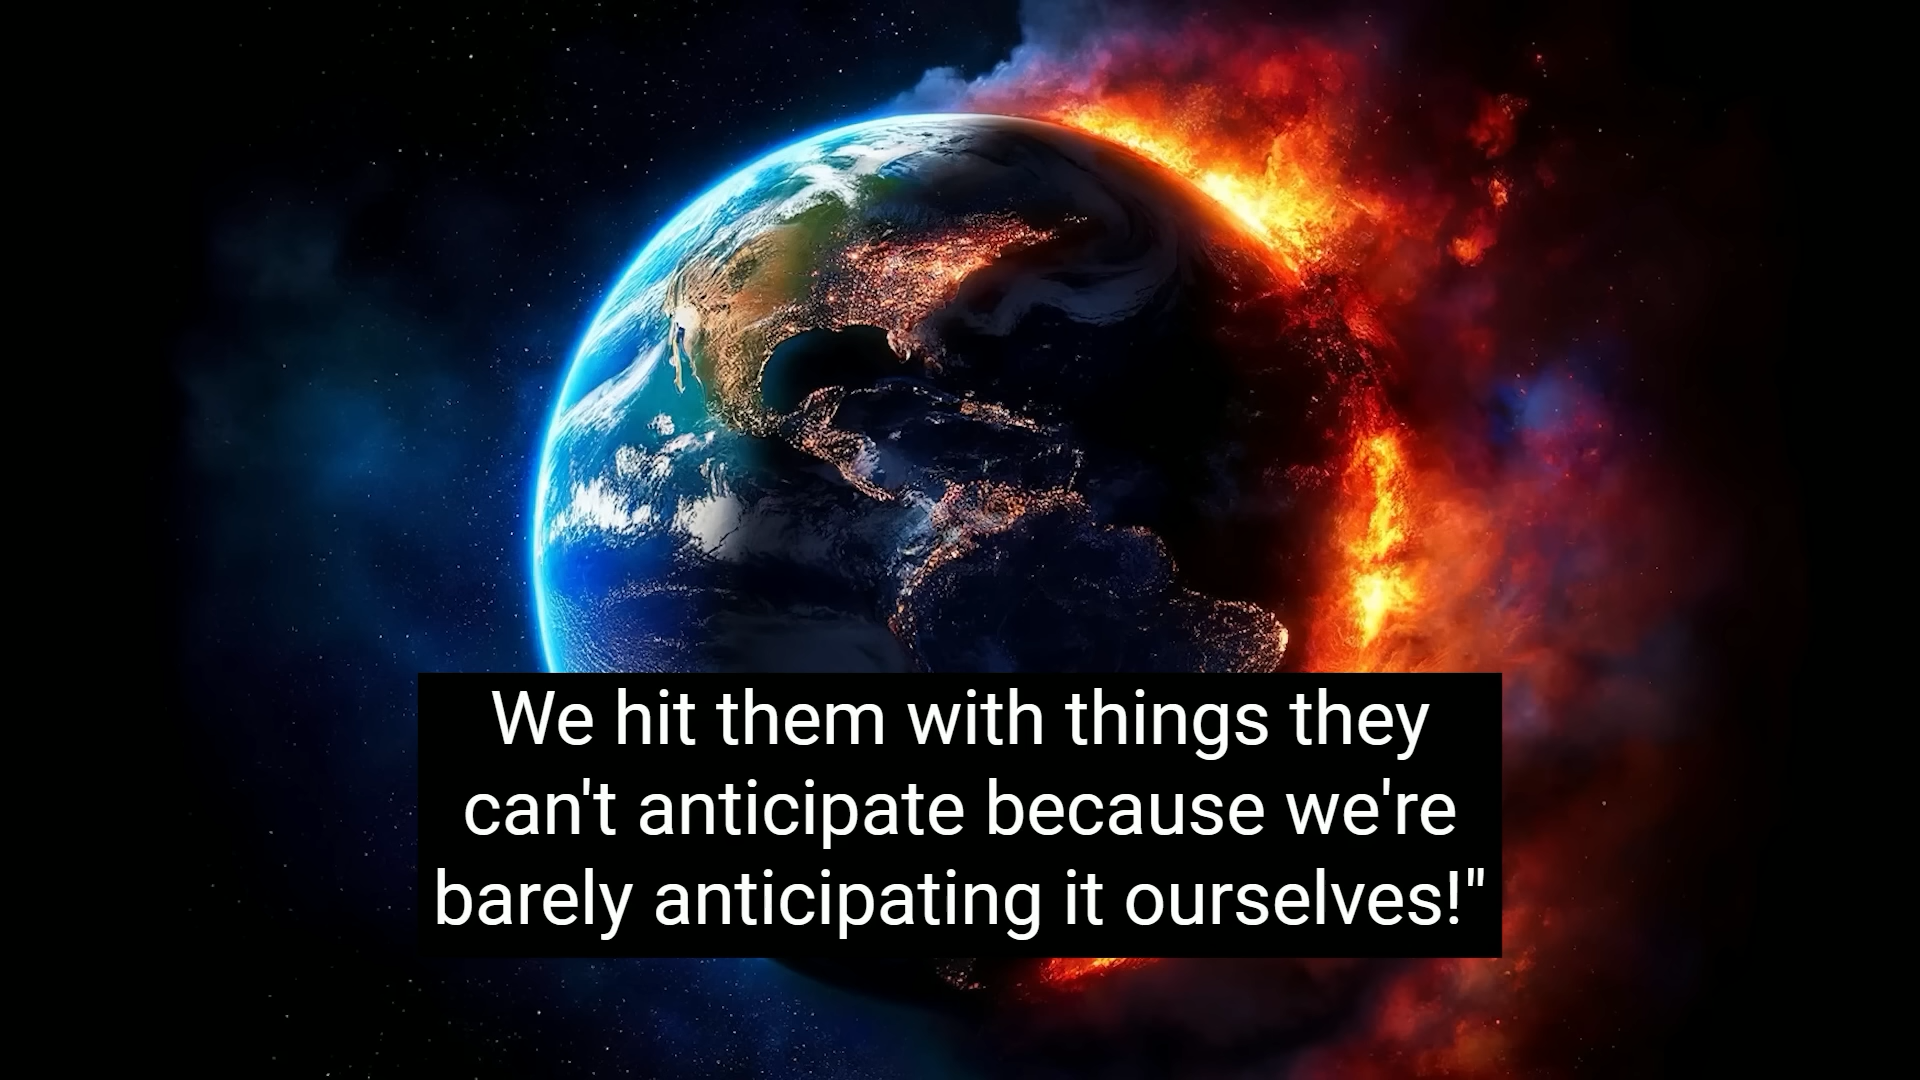 We hit them with things they
can't anticipate because we're
barely anticipating it ourselves!"